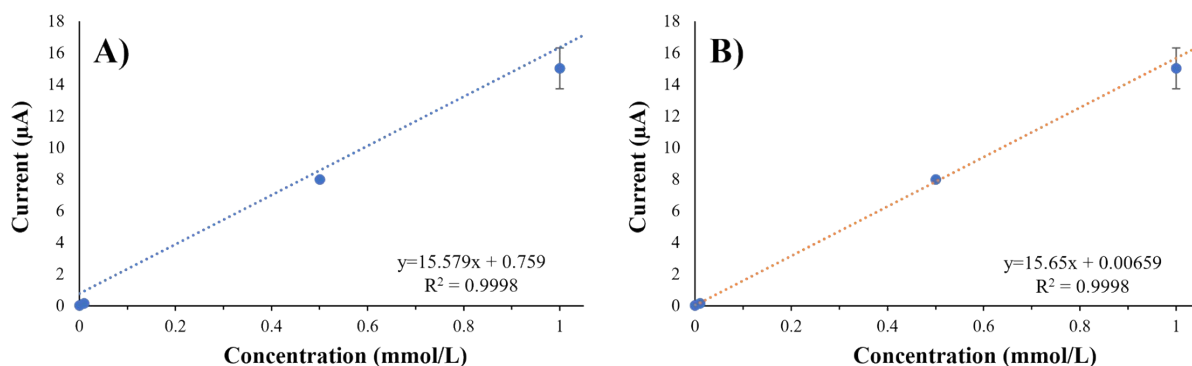 A)
18
16
14
12
10
8
6
4
2
0
Current (µA)
y=15.579x + 0.759
R² = 0.9998
0 0.2 0.4 0.6 0.8 1
Concentration (mmol/L)
B)
18
16
14
12
10
8
6
4
2
0
Current (µA)
y=15.65x + 0.00659
R² = 0.9998
0 0.2 0.4 0.6 0.8 1
Concentration (mmol/L)